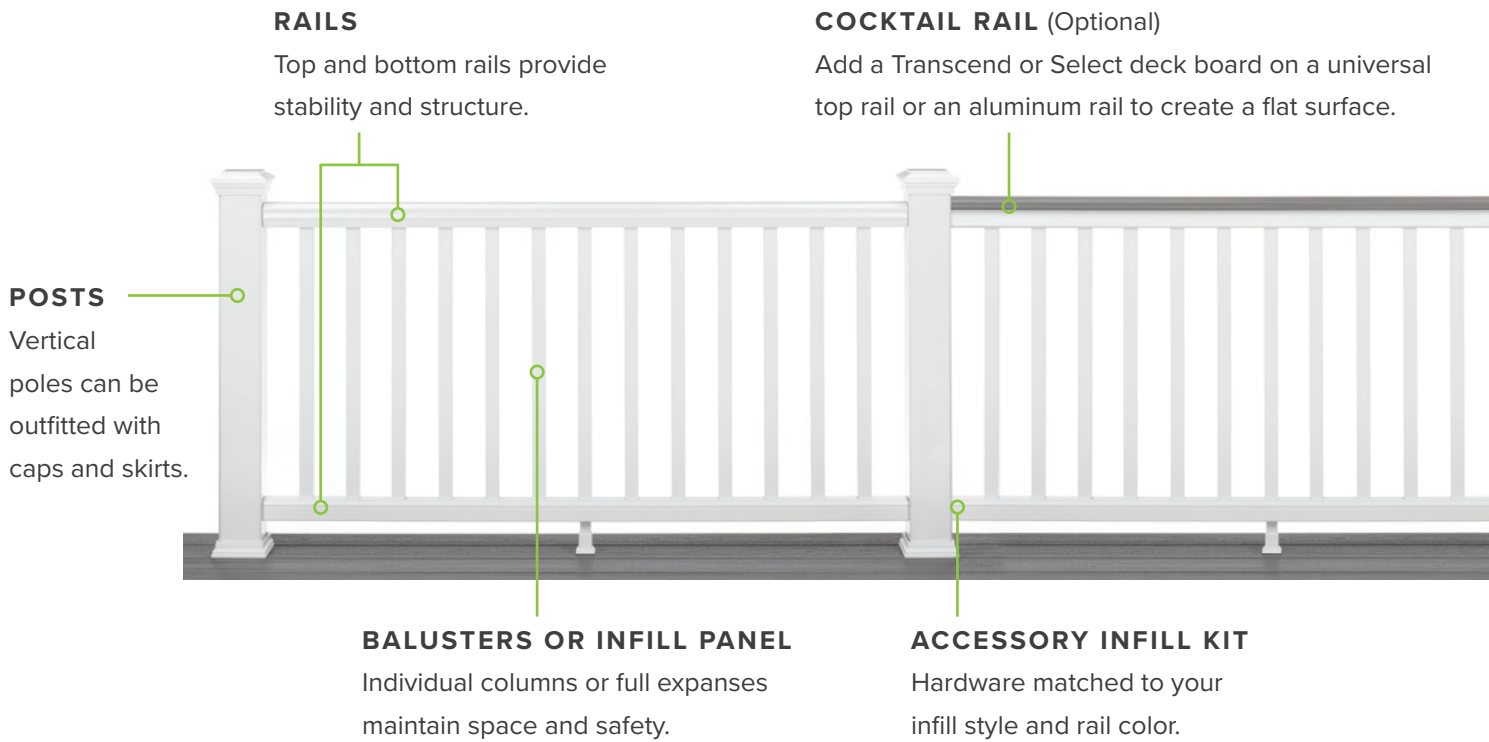 RAILS
Top and bottom rails provide
stability and structure.
COCKTAIL RAIL (Optional)
Add a Transcend or Select deck board on a universal
top rail or an aluminum rail to create a flat surface.
POSTS
Vertical
poles can be
outfitted with
caps and skirts.
BALUSTERS OR INFILL PANEL
Individual columns or full expanses
maintain space and safety.
ACCESSORY INFILL KIT
Hardware matched to your
infill style and rail color.